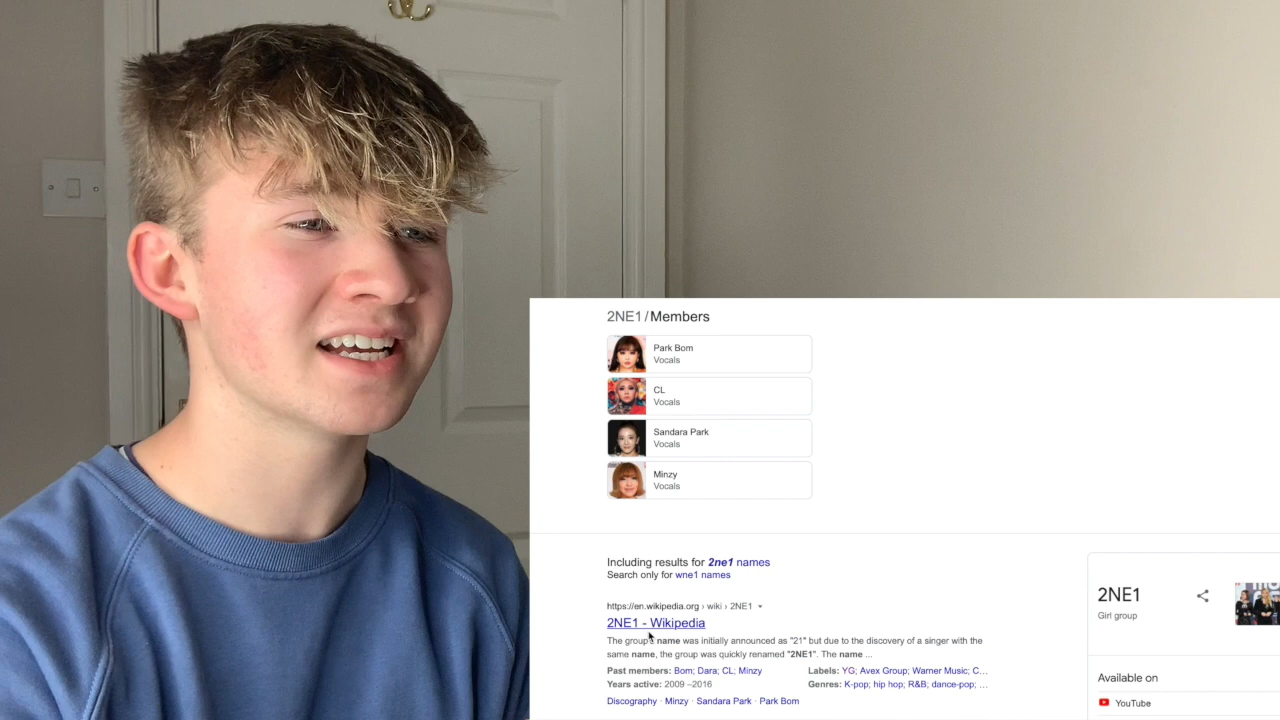 2NE1/Members
Park Bom
Vocals
CL
Vocals
Sandara Park
Vocals
Minzy
Vocals
Including results for 2ne1 names
Search only for wne1 names
https://en.wikipedia.org › wiki › 2NE1
2NE1 - Wikipedia
The group's name was initially announced as "21" but due to the discovery of a singer with the
same name, the group was quickly renamed "2NE1". The name ...
Past members: Bom; Dara; CL; Minzy
Labels: YG; Avex Group; Warner Music; C...
Years active: 2009 –2016
Genres: K-pop; hip hop; R&B; dance-pop; ...
Discography · Minzy · Sandara Park · Park Bom
2NE1
Girl group
Available on
YouTube